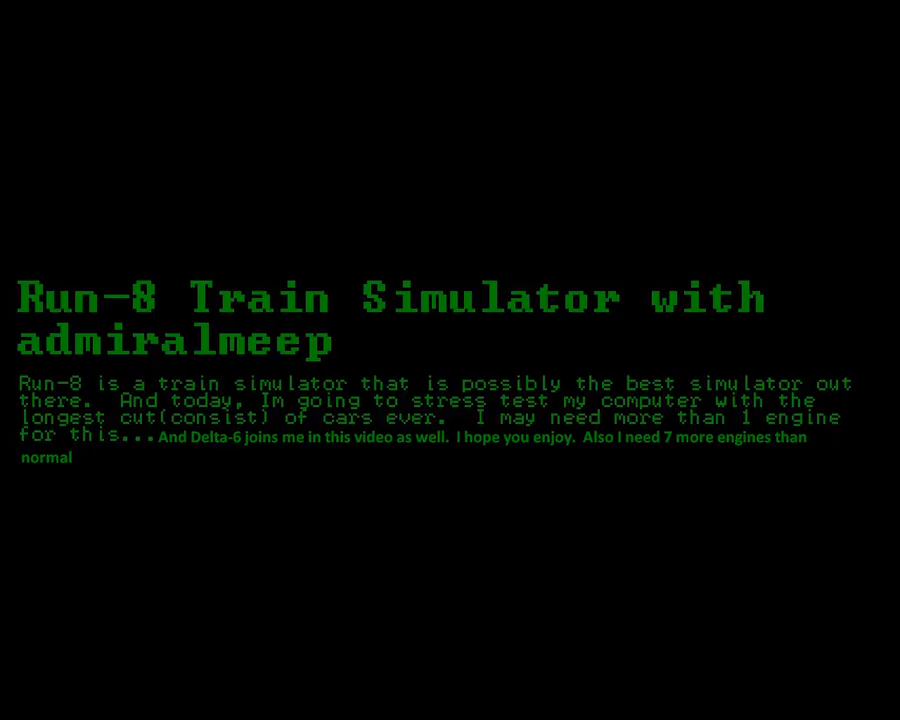 Run-8 Train Simulator with
admiralmeep
Run-8 is a train simulator that is possibly the best simulator out
there.  And today, Im going to stress test my computer with the
longest cut(consist) of cars ever.  I may need more than 1 engine
for this... And Delta-6 joins me in this video as well.  I hope you enjoy.  Also I need 7 more engines than
normal